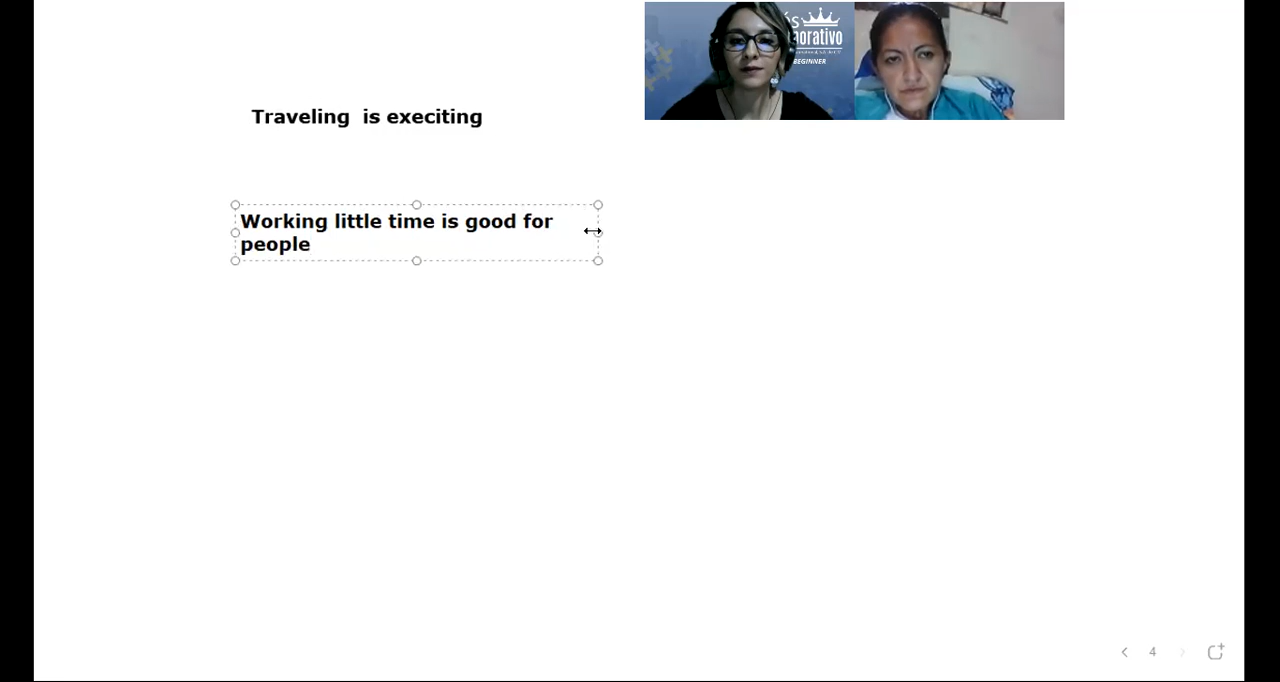 Traveling  is execiting
Working little time is good for
people
BEGINNER
4